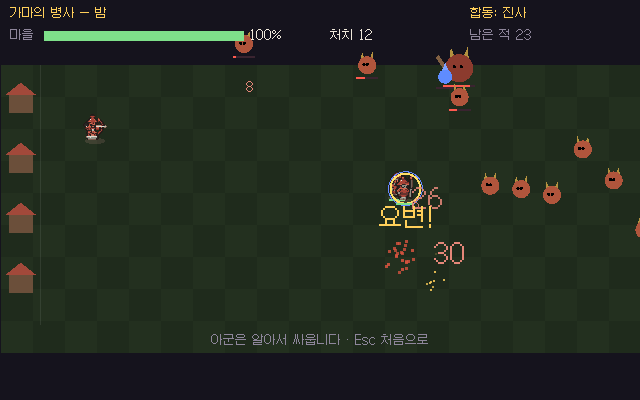 가마의 병사 — 밤
합동: 진사
마을 100% 처치 12 남은 적 23
8
26
요변!
30
아군은 알아서 싸웁니다 · Esc 처음으로